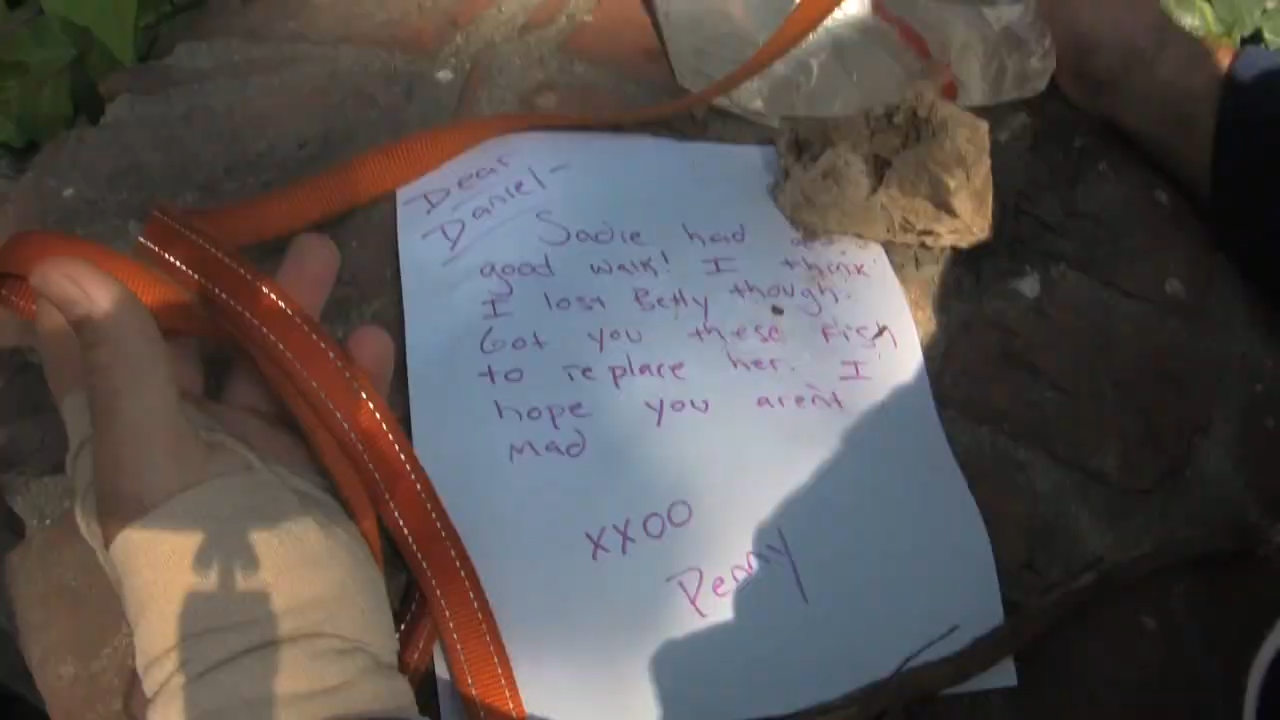 Dear
Daniel-
Sadie had a
good walk! I think
I lost Betty though.
Got you these fish
to replace her. I
hope you aren't
mad
XXOO
Penny